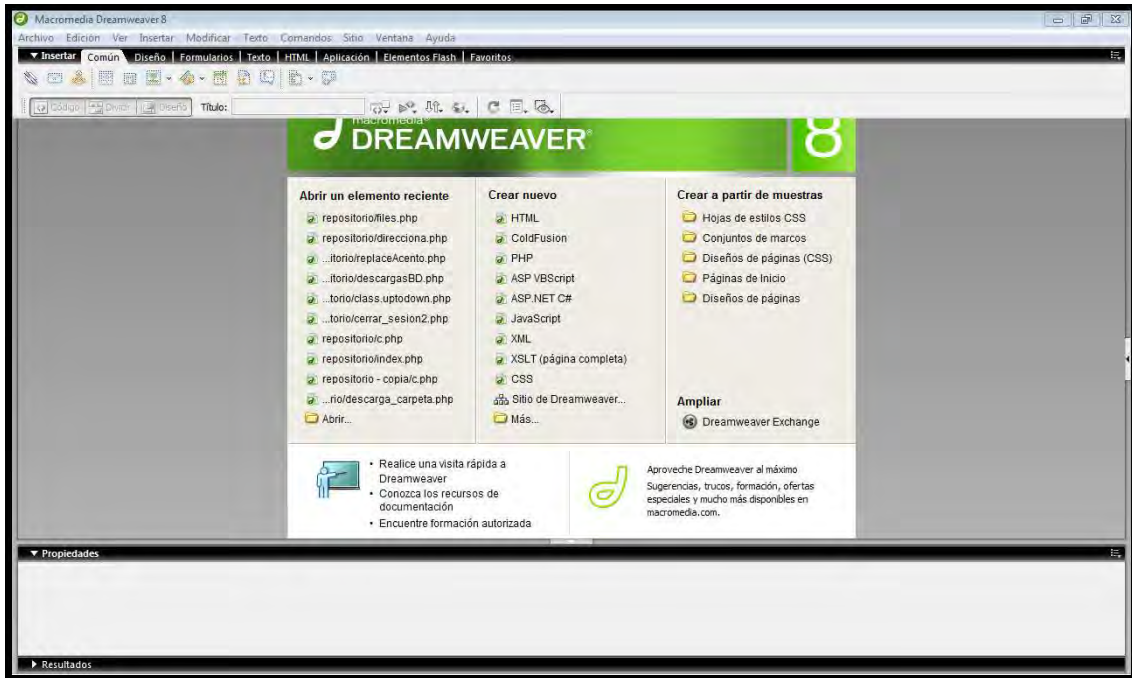 Macromedia Dreamweaver 8
Archivo Edición Ver Insertar Modificar Texto Comandos Sitio Ventana Ayuda
Insertar Común Diseño Formularios Texto HTML Aplicación Elementos Flash Favoritos
Código Dividir Diseño Título:
macromedia®
DREAMWEAVER® 8
Abrir un elemento reciente
repositorio/files.php
repositorio/direcciona.php
...itorio/replaceAcento.php
...itorio/descargasBD.php
...torio/class.uptodown.php
...torio/cerrar_sesion2.php
repositorio/c.php
repositorio/index.php
repositorio - copia/c.php
...rio/descarga_carpeta.php
Abrir...
Crear nuevo
HTML
ColdFusion
PHP
ASP VBScript
ASP.NET C#
JavaScript
XML
XSLT (página completa)
CSS
Sitio de Dreamweaver...
Más...
Crear a partir de muestras
Hojas de estilos CSS
Conjuntos de marcos
Diseños de páginas (CSS)
Páginas de Inicio
Diseños de páginas
Ampliar
Dreamweaver Exchange
• Realice una visita rápida a
Dreamweaver
• Conozca los recursos de
documentación
• Encuentre formación autorizada
Aproveche Dreamweaver al máximo
Sugerencias, trucos, formación, ofertas
especiales y mucho más disponibles en
macromedia.com.
Propiedades
Resultados